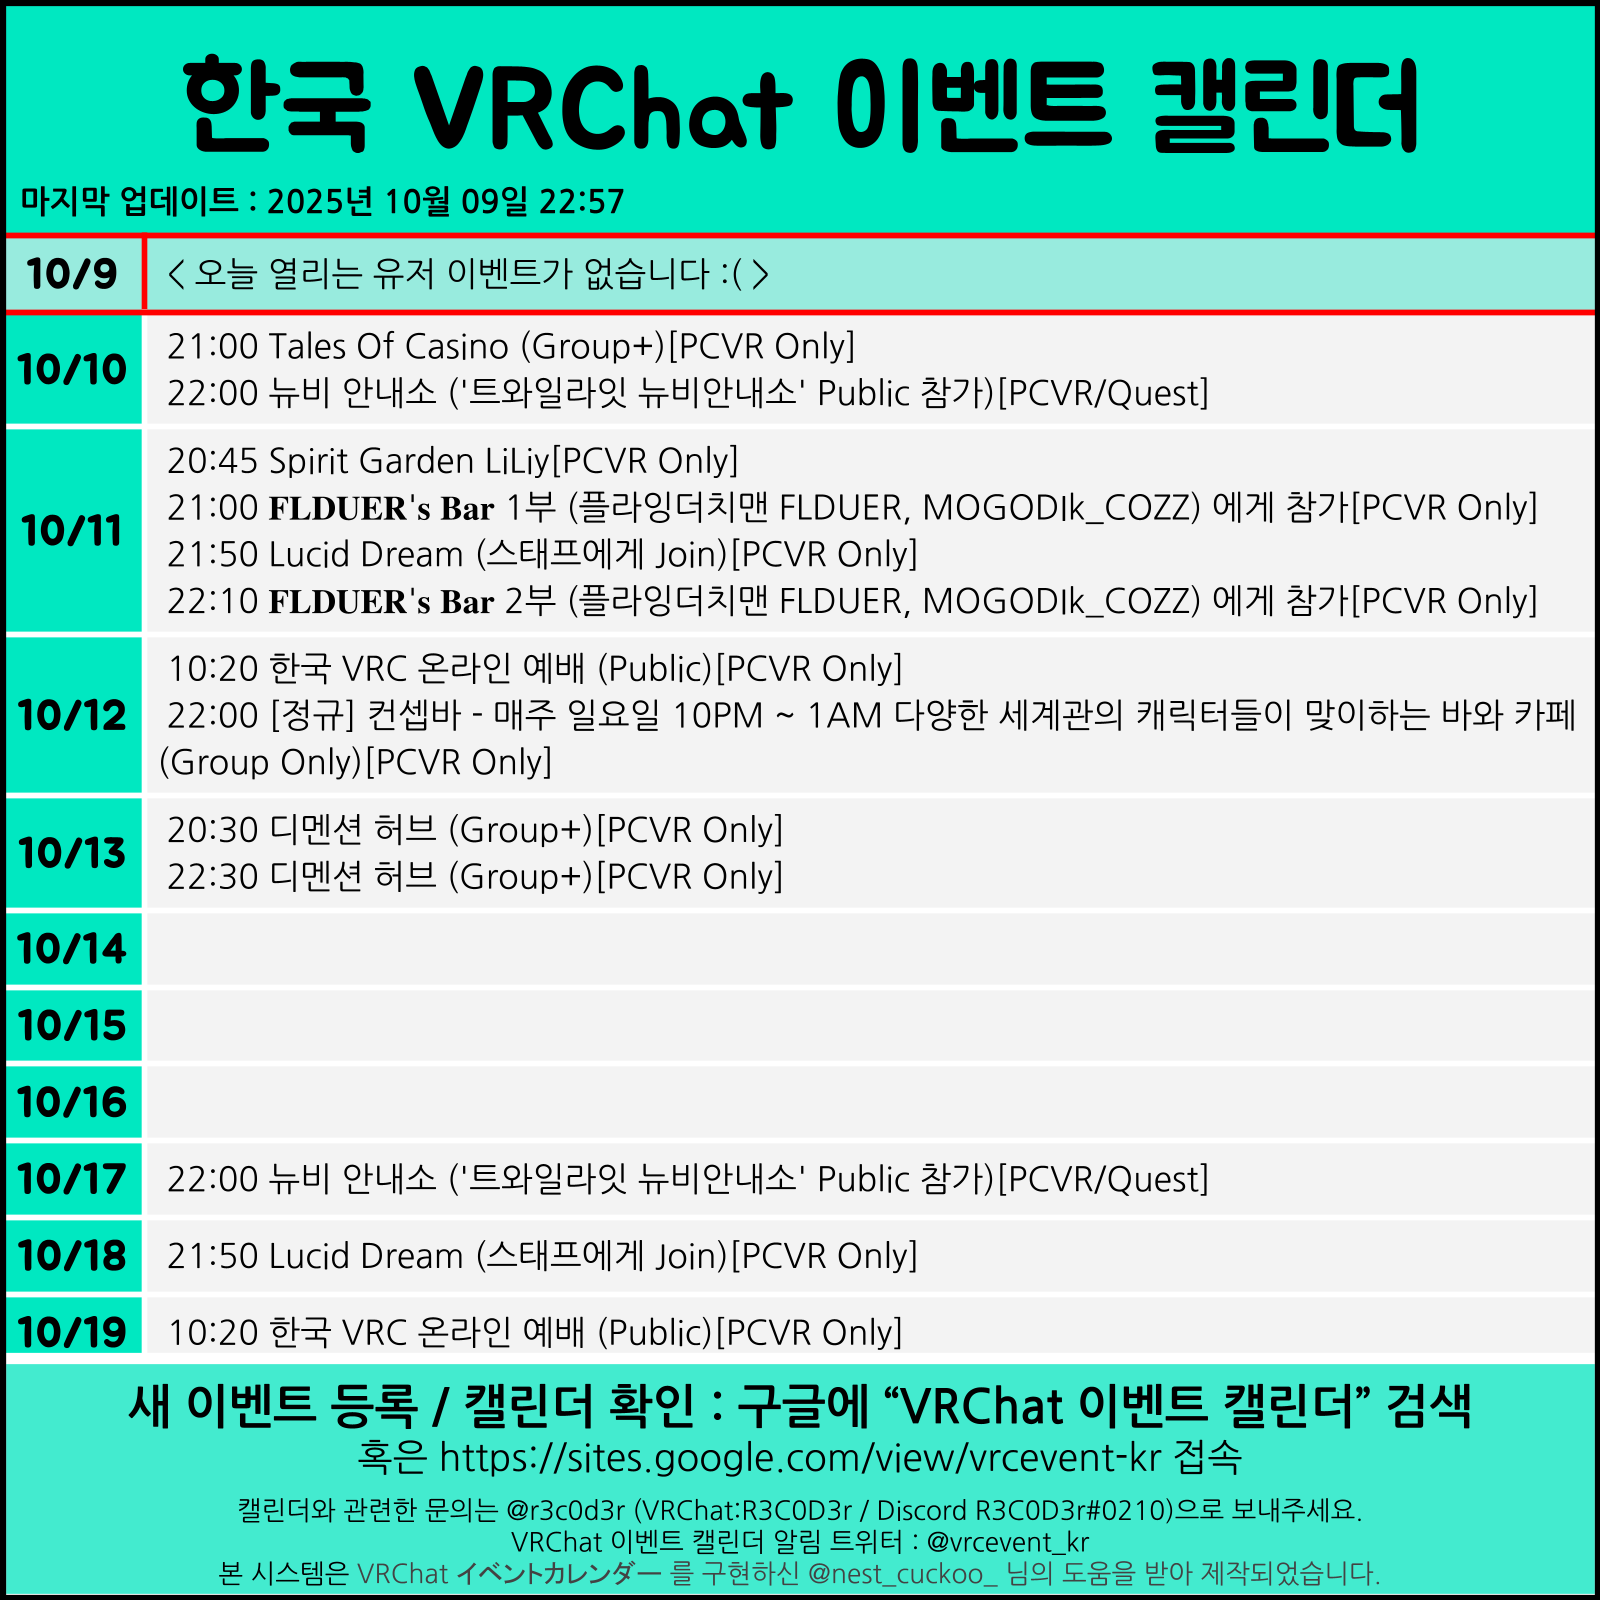 한국 VRChat 이벤트 캘린더
마지막 업데이트 : 2025년 10월 09일 22:57
10/9 < 오늘 열리는 유저 이벤트가 없습니다 :( >
10/10
21:00 Tales Of Casino (Group+)[PCVR Only]
22:00 뉴비 안내소 ('트와일라잇 뉴비안내소' Public 참가)[PCVR/Quest]
10/11
20:45 Spirit Garden LiLiy[PCVR Only]
21:00 𝐅𝐋𝐃𝐔𝐄𝐑'𝐬 𝐁𝐚𝐫 1부 (플라잉더치맨 FLDUER, MOGODIk_COZZ) 에게 참가[PCVR Only]
21:50 Lucid Dream (스태프에게 Join)[PCVR Only]
22:10 𝐅𝐋𝐃𝐔𝐄𝐑'𝐬 𝐁𝐚𝐫 2부 (플라잉더치맨 FLDUER, MOGODIk_COZZ) 에게 참가[PCVR Only]
10/12
10:20 한국 VRC 온라인 예배 (Public)[PCVR Only]
22:00 [정규] 컨셉바 - 매주 일요일 10PM ~ 1AM 다양한 세계관의 캐릭터들이 맞이하는 바와 카페
(Group Only)[PCVR Only]
10/13
20:30 디멘션 허브 (Group+)[PCVR Only]
22:30 디멘션 허브 (Group+)[PCVR Only]
10/14
10/15
10/16
10/17 22:00 뉴비 안내소 ('트와일라잇 뉴비안내소' Public 참가)[PCVR/Quest]
10/18 21:50 Lucid Dream (스태프에게 Join)[PCVR Only]
10/19 10:20 한국 VRC 온라인 예배 (Public)[PCVR Only]
새 이벤트 등록 / 캘린더 확인 : 구글에 “VRChat 이벤트 캘린더” 검색
혹은 https://sites.google.com/view/vrcevent-kr 접속
캘린더와 관련한 문의는 @r3c0d3r (VRChat:R3C0D3r / Discord R3C0D3r#0210)으로 보내주세요.
VRChat 이벤트 캘린더 알림 트위터 : @vrcevent_kr
본 시스템은 VRChat イベントカレンダー 를 구현하신 @nest_cuckoo_ 님의 도움을 받아 제작되었습니다.